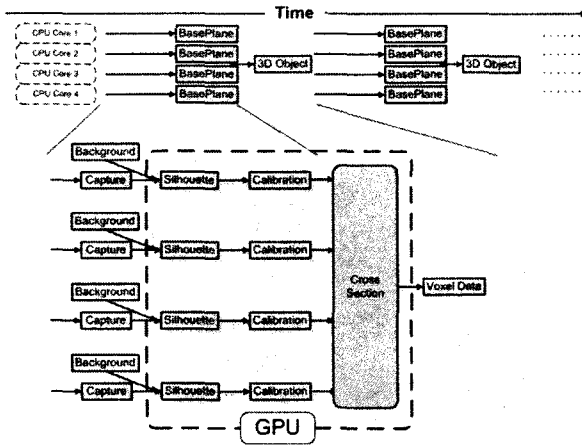 Time
CPU Core 1
BasePlane
BasePlane
CPU Core 2
BasePlane
BasePlane
3D Object
3D Object
CPU Core 3
BasePlane
BasePlane
CPU Core 4
BasePlane
BasePlane
Background
Capture
Silhouette
Calibration
Background
Capture
Silhouette
Calibration
Cross
Section
Voxel Data
Background
Capture
Silhouette
Calibration
Background
Capture
Silhouette
Calibration
GPU